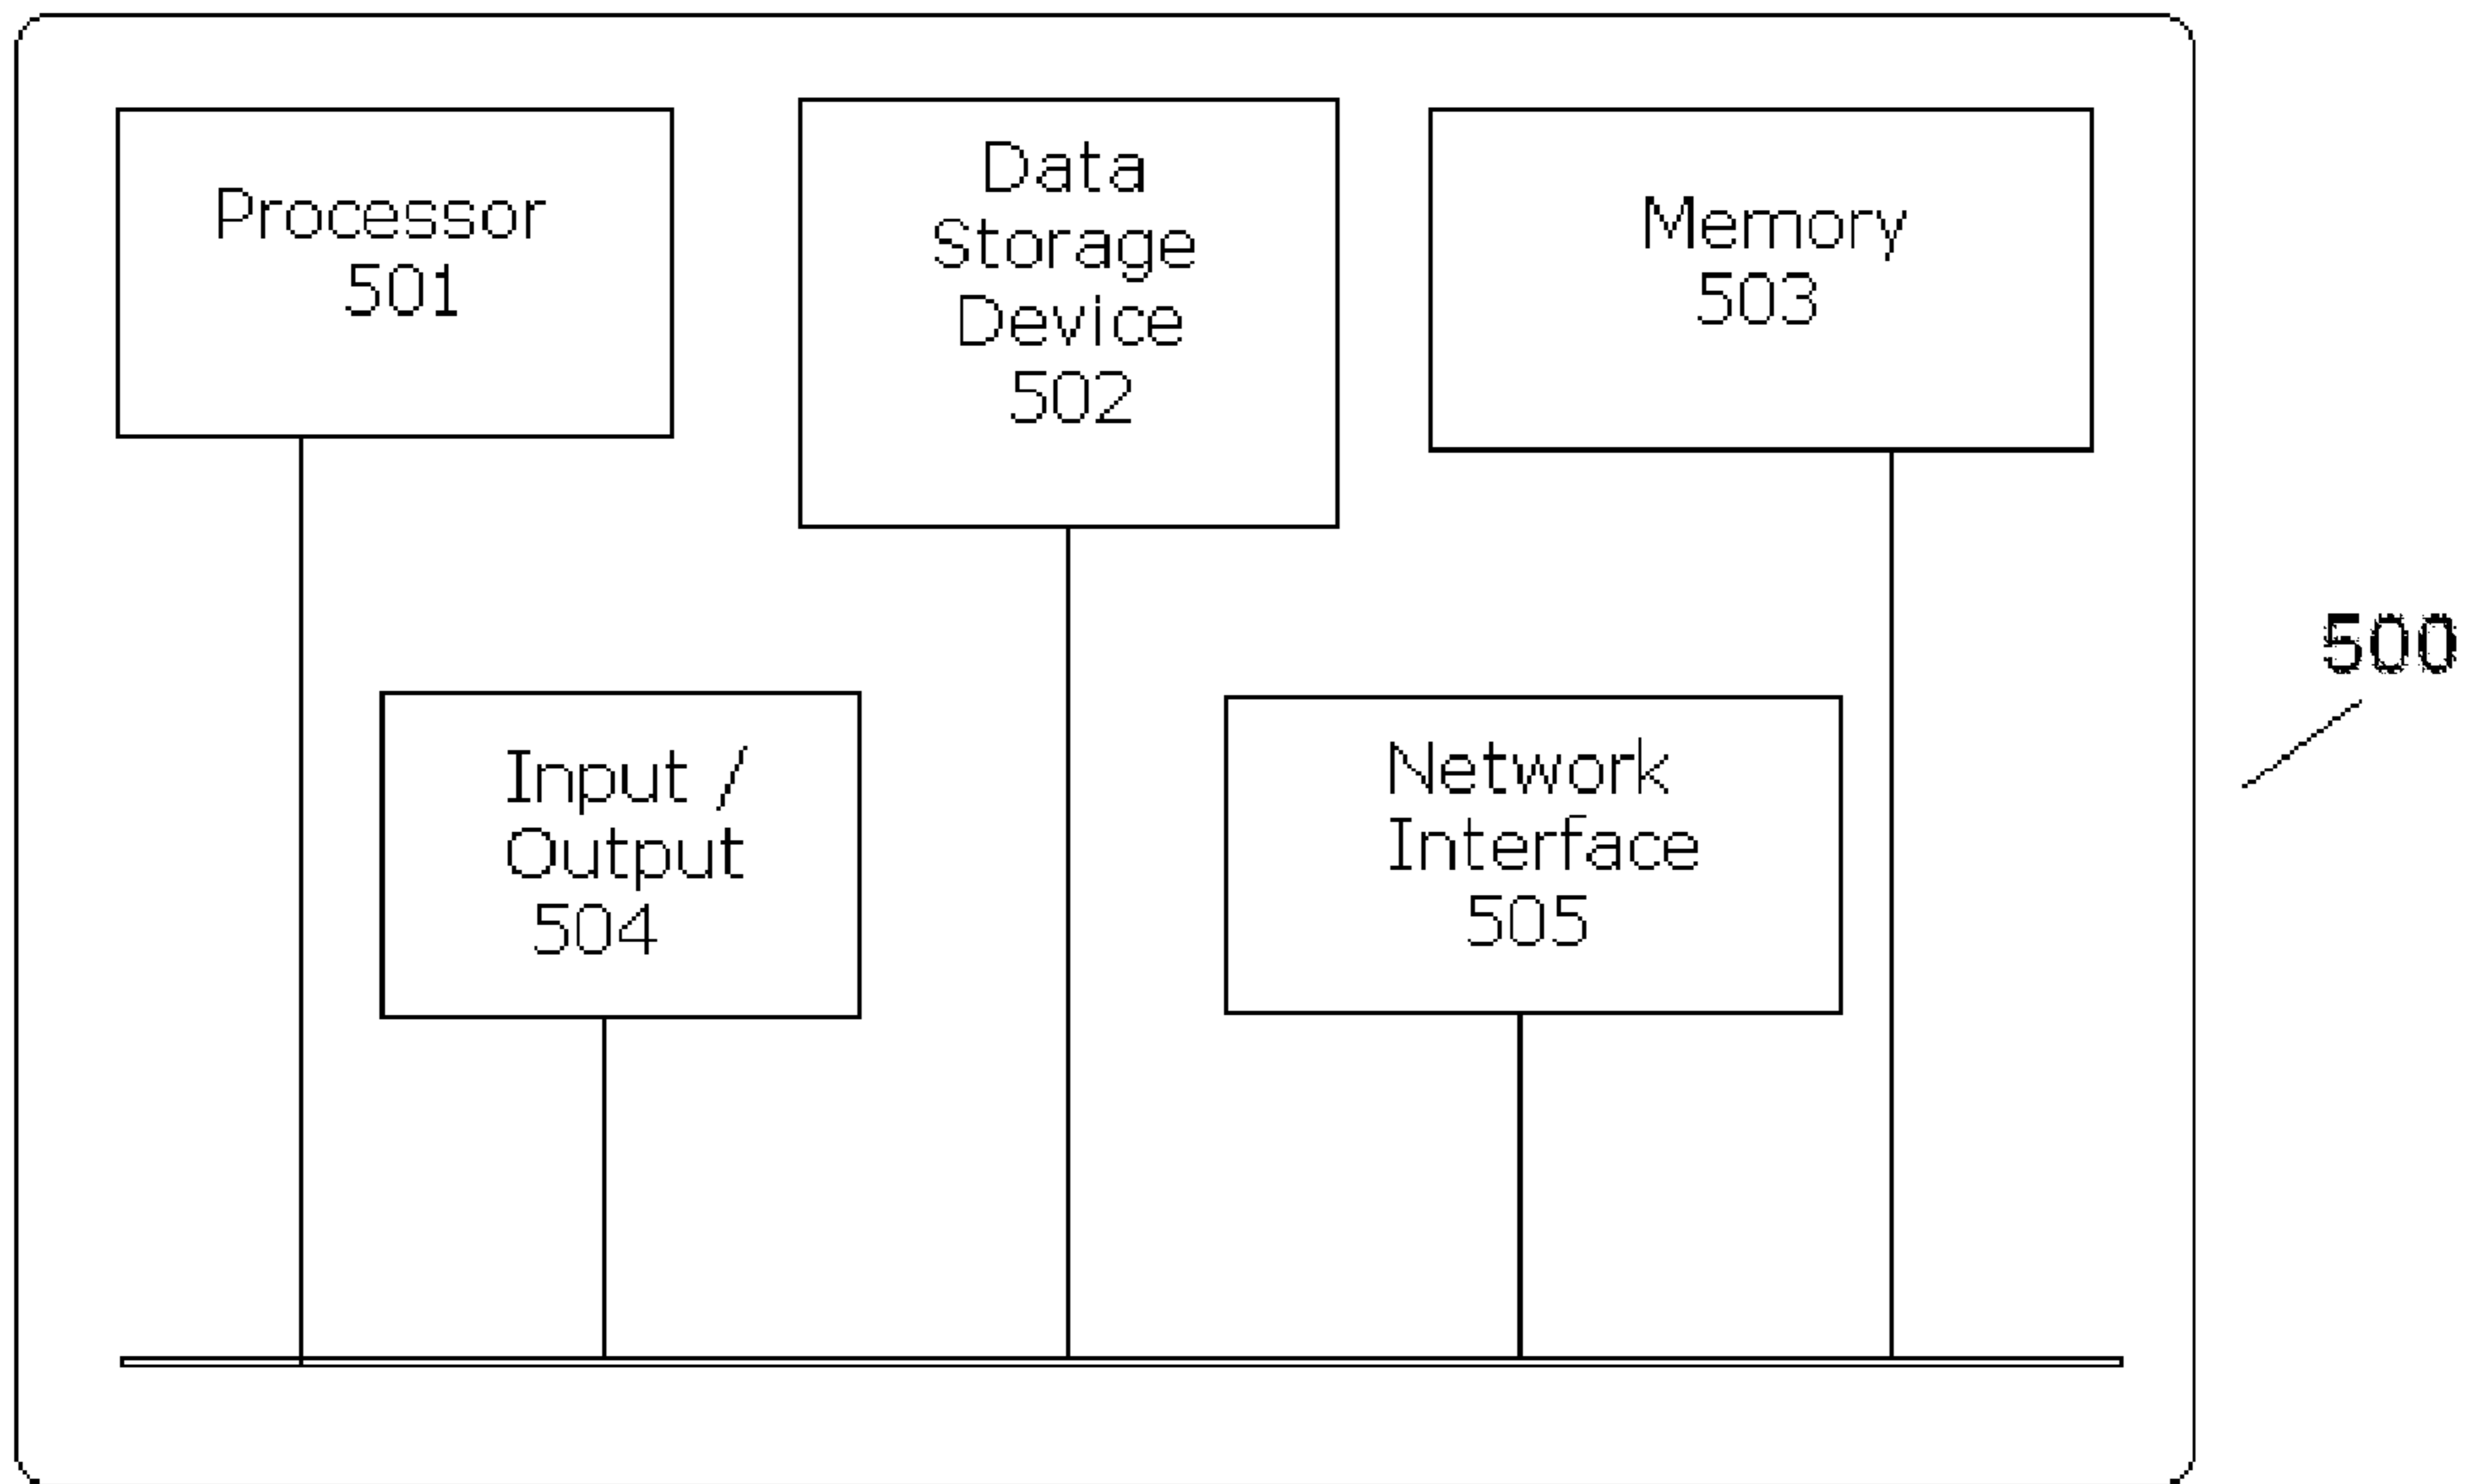 Processor
501
Data
Storage
Device
502
Memory
503
500
Input /
Output
504
Network
Interface
505